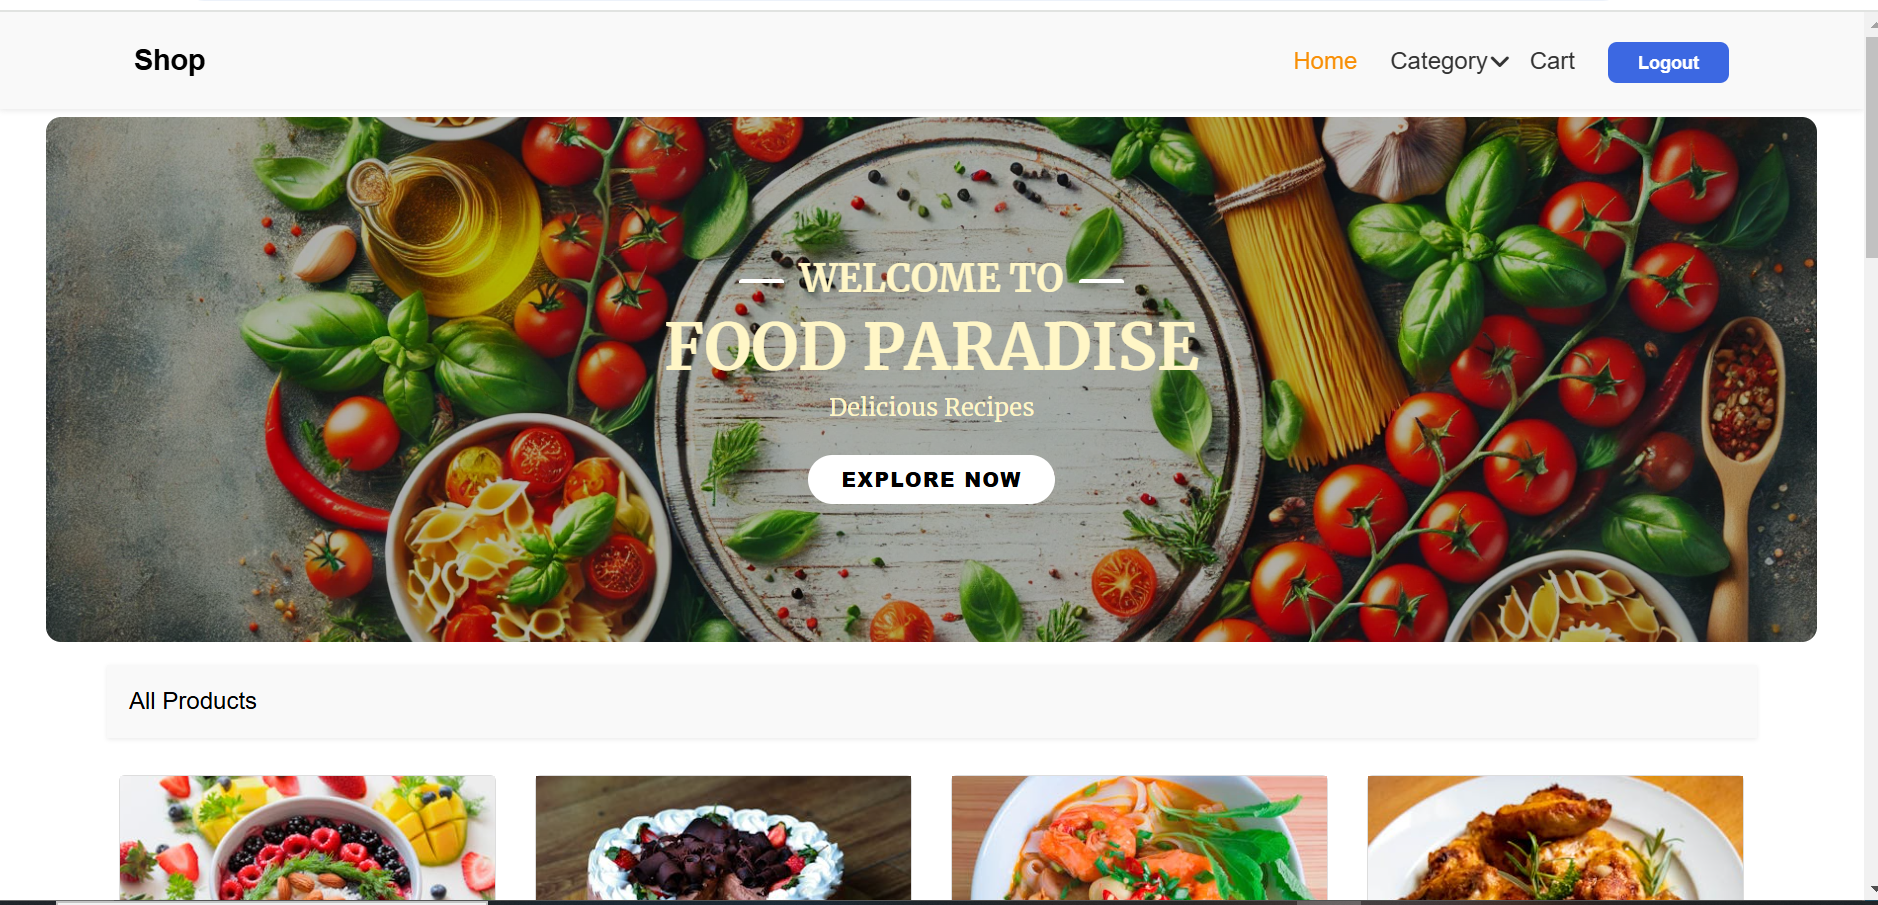 Shop
Home Category Cart Logout
WELCOME TO
FOOD PARADISE
Delicious Recipes
EXPLORE NOW
All Products